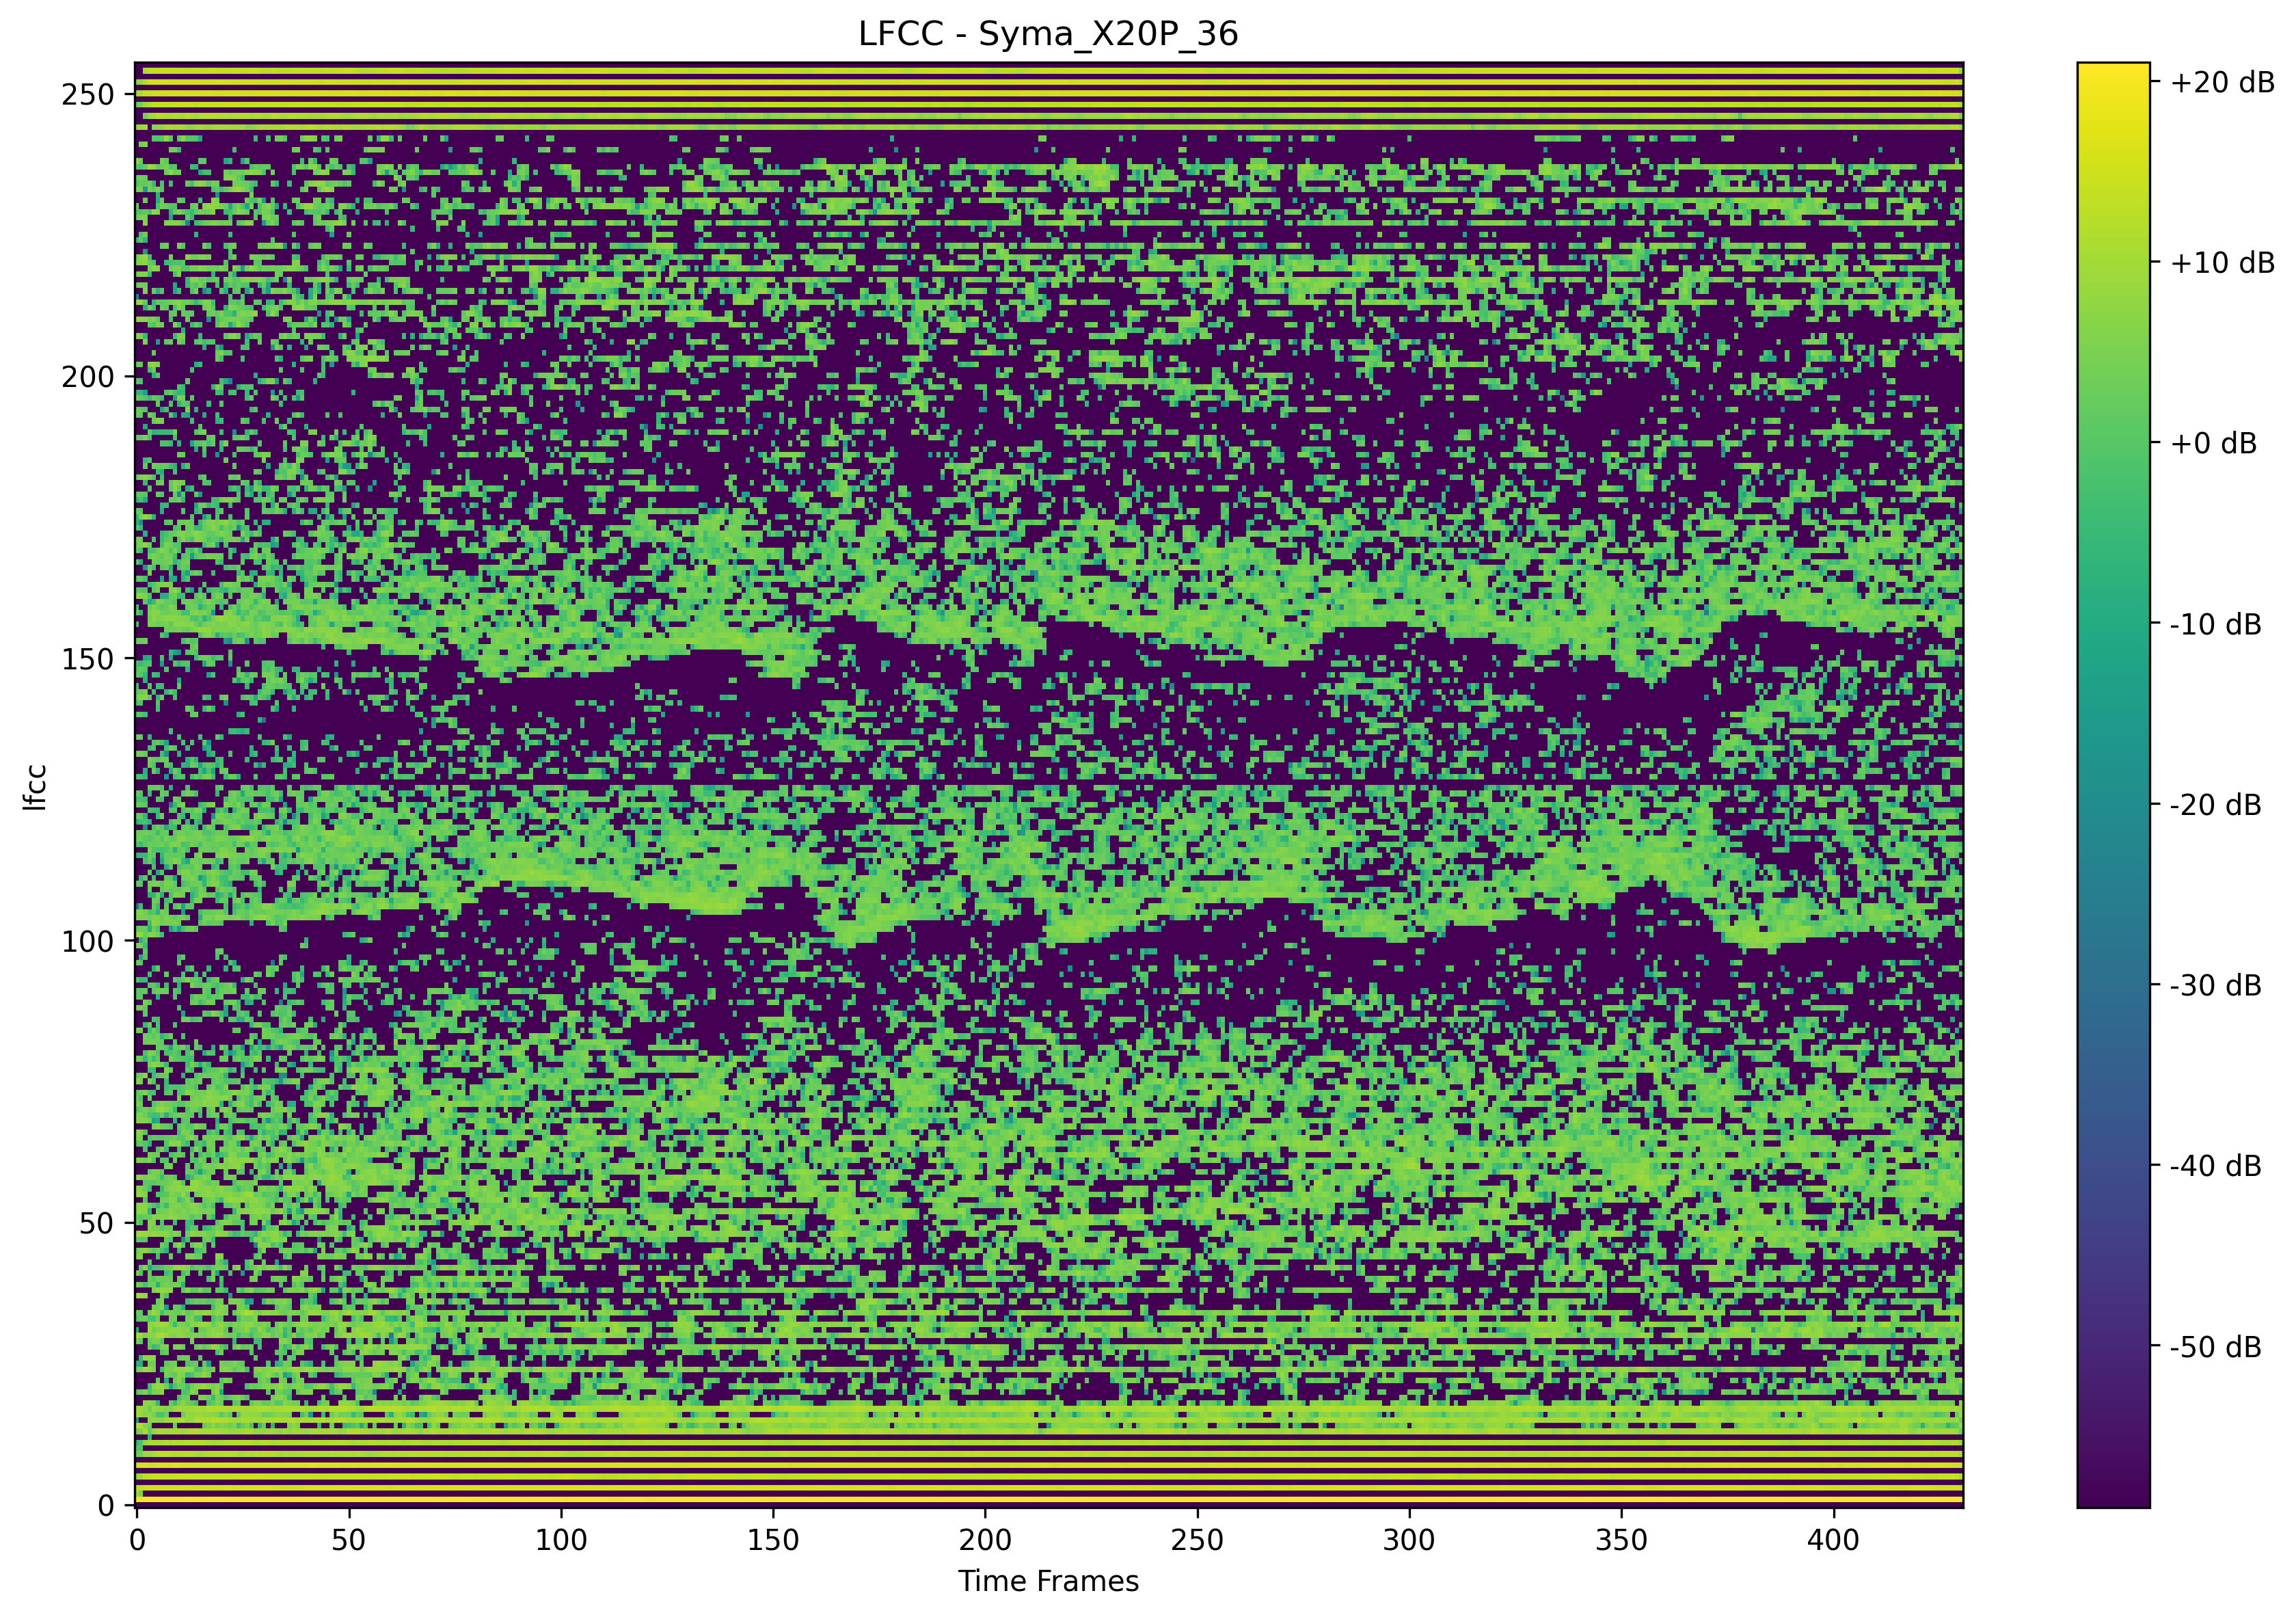 LFCC - Syma_X20P_36
lfcc
250
200
150
100
50
0
0 50 100 150 200 250 300 350 400
Time Frames
+20 dB
+10 dB
+0 dB
-10 dB
-20 dB
-30 dB
-40 dB
-50 dB